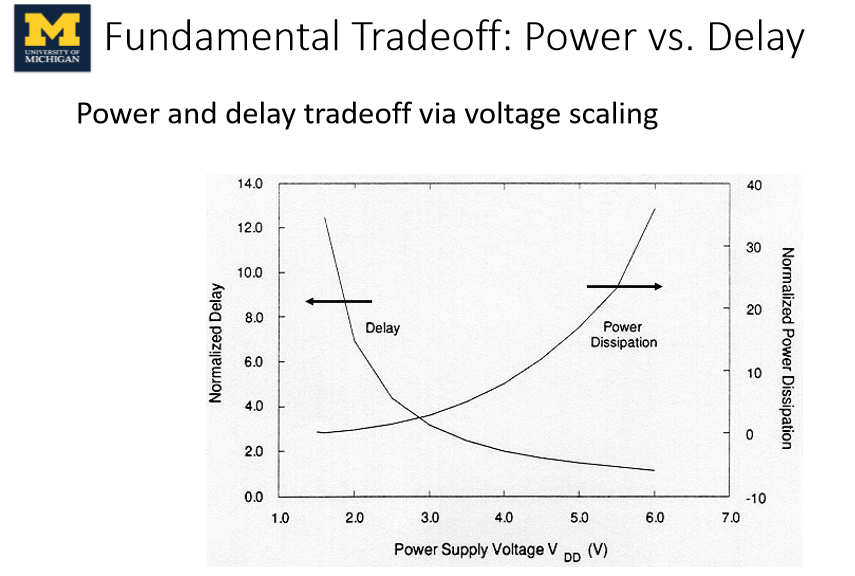 M
UNIVERSITY OF
MICHIGAN
Fundamental Tradeoff: Power vs. Delay
Power and delay tradeoff via voltage scaling
14.0
12.0
10.0
8.0
6.0
4.0
2.0
0.0
Normalized Delay
Delay
Power
Dissipation
40
30
20
10
0
-10
Normalized Power Dissipation
1.0 2.0 3.0 4.0 5.0 6.0 7.0
Power Supply Voltage V DD (V)